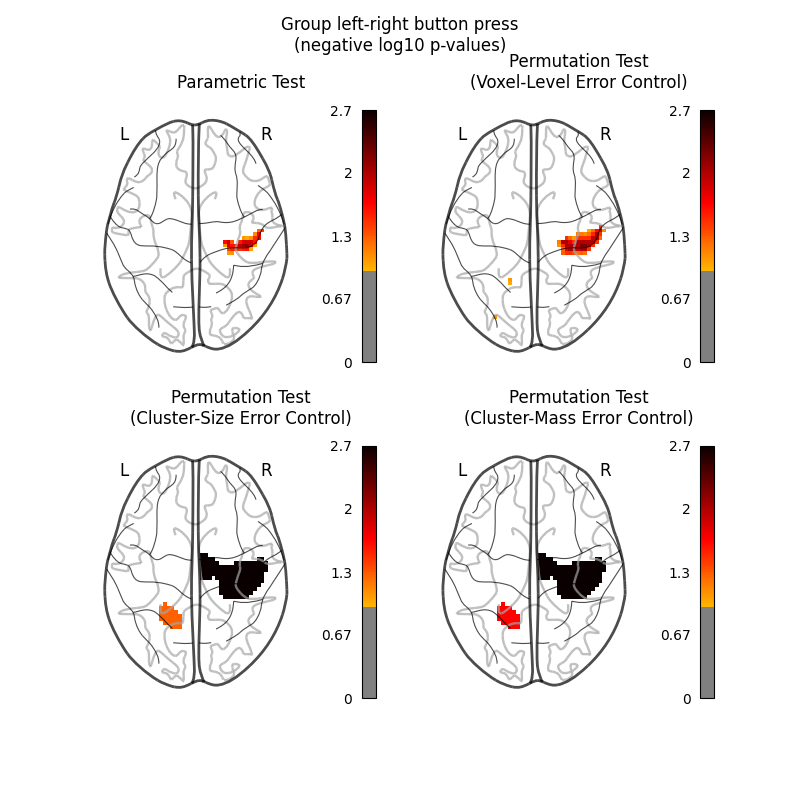 Group left-right button press
(negative log10 p-values)
Parametric Test
L
R
2.7
2
1.3
0.67
0
Permutation Test
(Voxel-Level Error Control)
L
R
2.7
2
1.3
0.67
0
Permutation Test
(Cluster-Size Error Control)
L
R
2.7
2
1.3
0.67
0
Permutation Test
(Cluster-Mass Error Control)
L
R
2.7
2
1.3
0.67
0